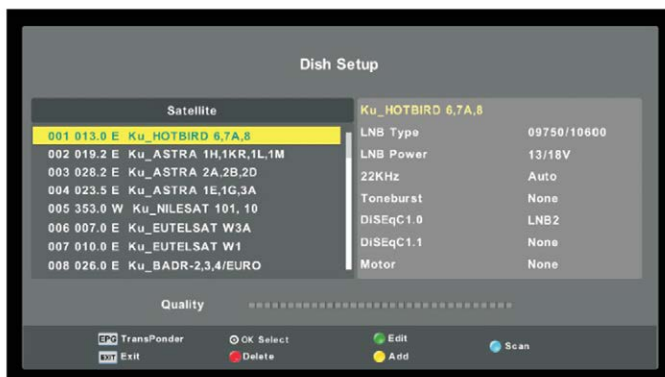 Dish Setup
Satellite
001 013.0 E Ku_HOTBIRD 6,7A,8
002 019.2 E Ku_ASTRA 1H,1KR,1L,1M
003 028.2 E Ku_ASTRA 2A,2B,2D
004 023.5 E Ku_ASTRA 1E,1G,3A
005 353.0 W Ku_NILESAT 101, 10
006 007.0 E Ku_EUTELSAT W3A
007 010.0 E Ku_EUTELSAT W1
008 026.0 E Ku_BADR-2,3,4/EURO
Ku_HOTBIRD 6,7A,8
LNB Type 09750/10600
LNB Power 13/18V
22KHz Auto
Toneburst None
DiSEqC1.0 LNB2
DiSEqC1.1 None
Motor None
Quality
EPG TransPonder OK Select Edit Scan
EXIT Exit Delete Add